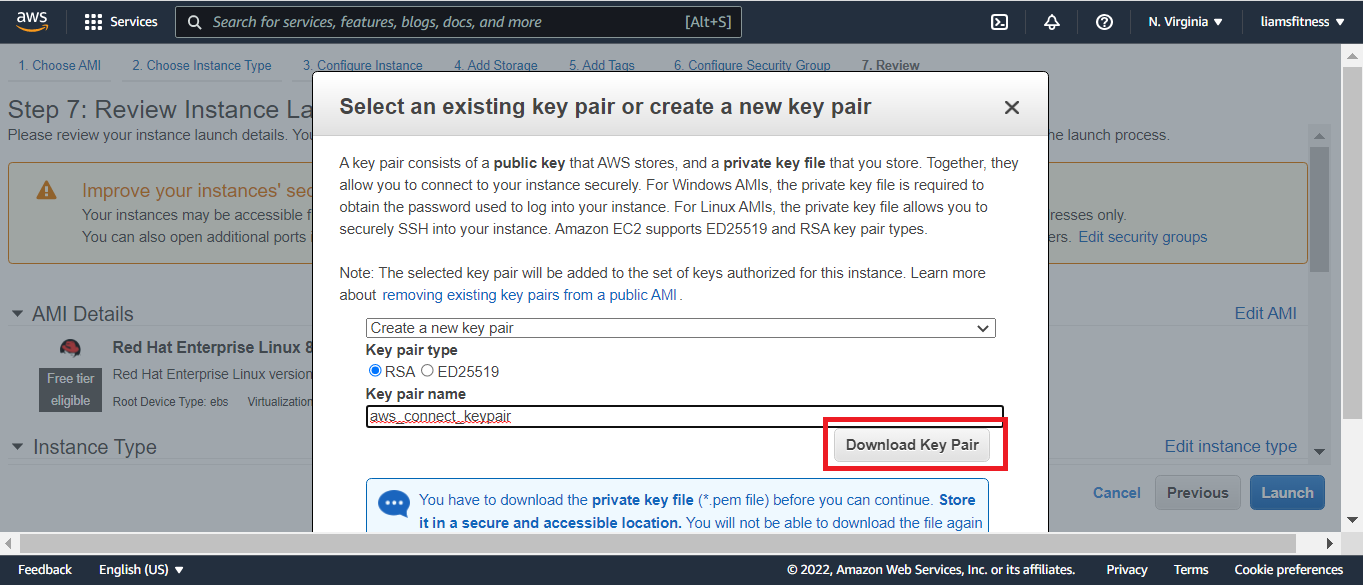 aws
Services
Search for services, features, blogs, docs, and more [Alt+S]
N. Virginia
liamsfitness
1. Choose AMI 2. Choose Instance Type 3. Configure Instance 4. Add Storage 5. Add Tags 6. Configure Security Group 7. Review
Step 7: Review Instance La
Please review your instance launch details. You
he launch process.
Improve your instances' sec
Your instances may be accessible f
resses only.
You can also open additional ports i
ers. Edit security groups
AMI Details
Edit AMI
Red Hat Enterprise Linux 8
Free tier
eligible
Red Hat Enterprise Linux version
Root Device Type: ebs Virtualization
Instance Type
Edit instance type
Select an existing key pair or create a new key pair
A key pair consists of a public key that AWS stores, and a private key file that you store. Together, they
allow you to connect to your instance securely. For Windows AMIs, the private key file is required to
obtain the password used to log into your instance. For Linux AMIs, the private key file allows you to
securely SSH into your instance. Amazon EC2 supports ED25519 and RSA key pair types.
Note: The selected key pair will be added to the set of keys authorized for this instance. Learn more
about removing existing key pairs from a public AMI .
Create a new key pair
Key pair type
RSA ED25519
Key pair name
aws_connect_keypair
Download Key Pair
You have to download the private key file (*.pem file) before you can continue. Store
it in a secure and accessible location. You will not be able to download the file again
Cancel Previous Launch
Feedback English (US) © 2022, Amazon Web Services, Inc. or its affiliates. Privacy Terms Cookie preferences